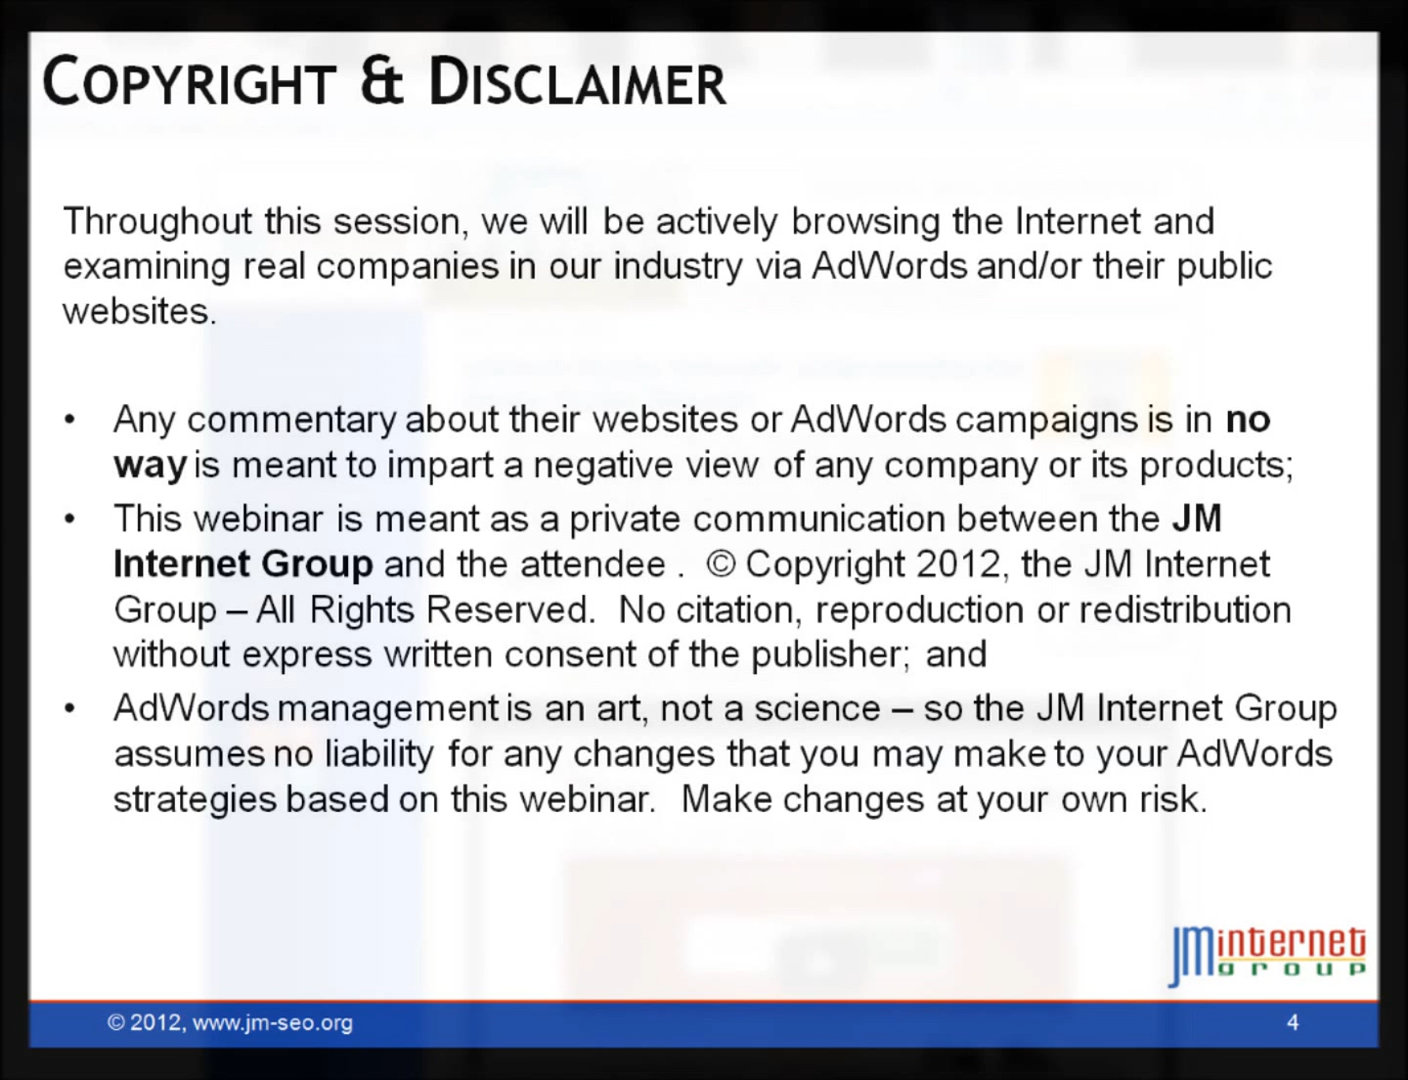 COPYRIGHT & DISCLAIMER
Throughout this session, we will be actively browsing the Internet and
examining real companies in our industry via AdWords and/or their public
websites.
• Any commentary about their websites or AdWords campaigns is in no
way is meant to impart a negative view of any company or its products;
• This webinar is meant as a private communication between the JM
Internet Group and the attendee . © Copyright 2012, the JM Internet
Group – All Rights Reserved. No citation, reproduction or redistribution
without express written consent of the publisher; and
• AdWords management is an art, not a science – so the JM Internet Group
assumes no liability for any changes that you may make to your AdWords
strategies based on this webinar. Make changes at your own risk.
JMinternet
group
© 2012, www.jm-seo.org
4